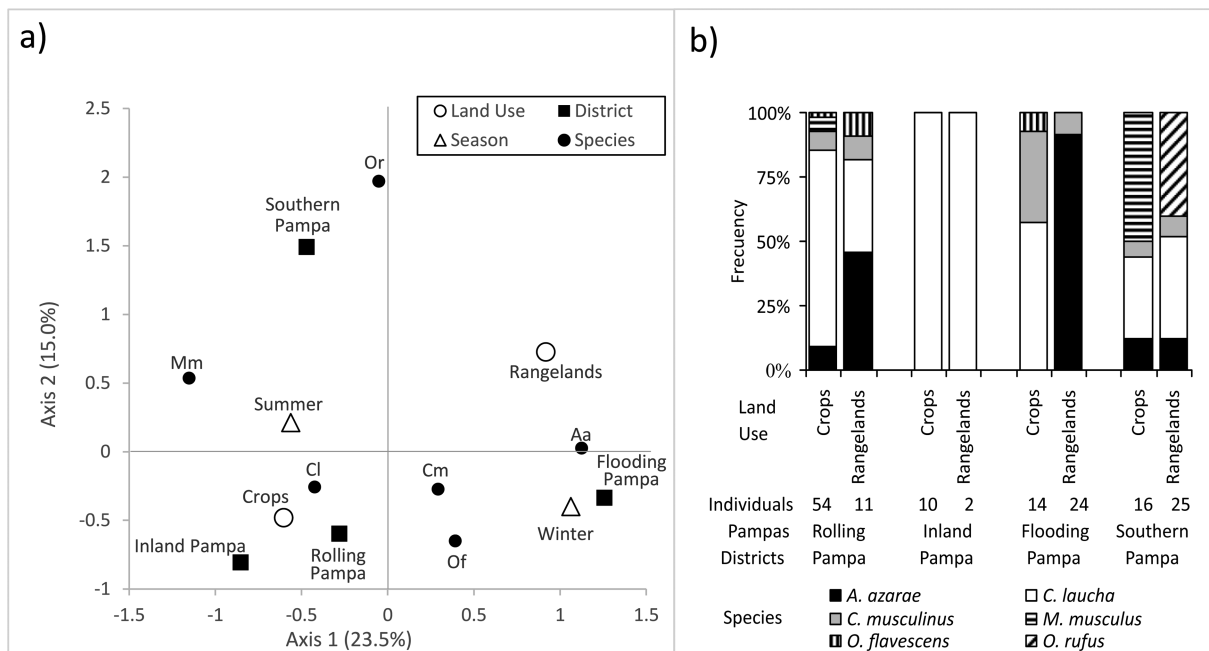 a)
Axis 2 (15.0%)
2.5
2
1.5
1
0.5
0
-0.5
-1
-1.5
-1
-0.5
0
0.5
1
1.5
Axis 1 (23.5%)
Land Use
District
Season
Species
Or
Southern
Pampa
Rangelands
Mm
Summer
Aa
Flooding
Pampa
Cl
Cm
Crops
Winter
Inland Pampa
Rolling
Pampa
Of
b)
Frecuency
100%
75%
50%
25%
0%
Land
Use
Crops
Rangelands
Crops
Rangelands
Crops
Rangelands
Crops
Rangelands
Individuals 54 11 10 2 14 24 16 25
Pampas Rolling Inland Flooding Southern
Districts Pampa Pampa Pampa Pampa
Species
A. azarae C. laucha
C. musculinus M. musculus
O. flavescens O. rufus